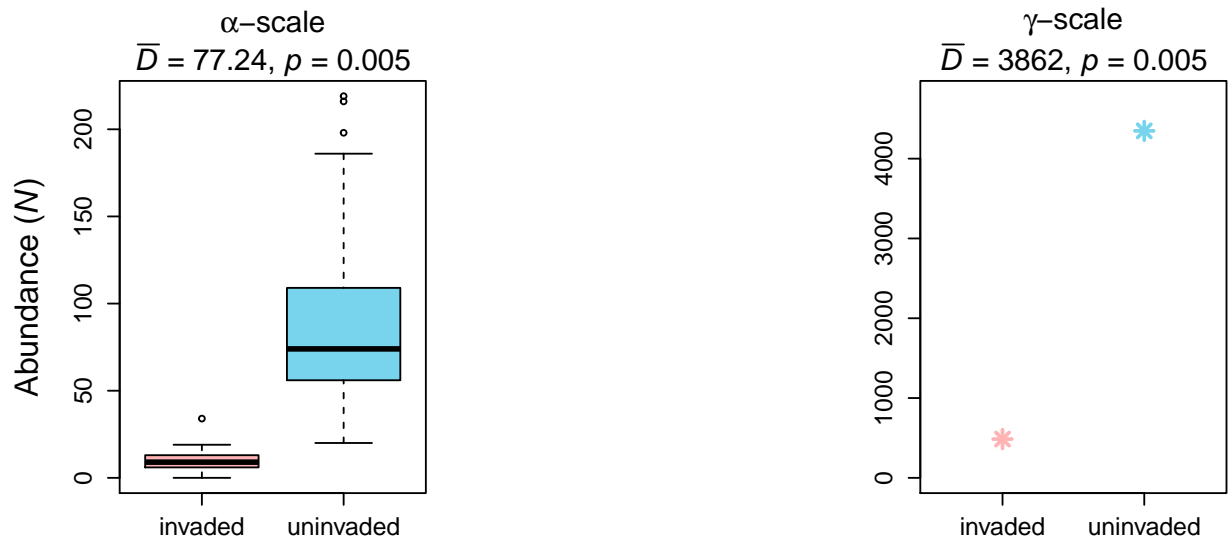 α−scale
D̅ = 77.24, p = 0.005
Abundance (N)
200
150
100
50
0
invaded uninvaded
γ−scale
D̅ = 3862, p = 0.005
4000
3000
2000
1000
0
invaded uninvaded